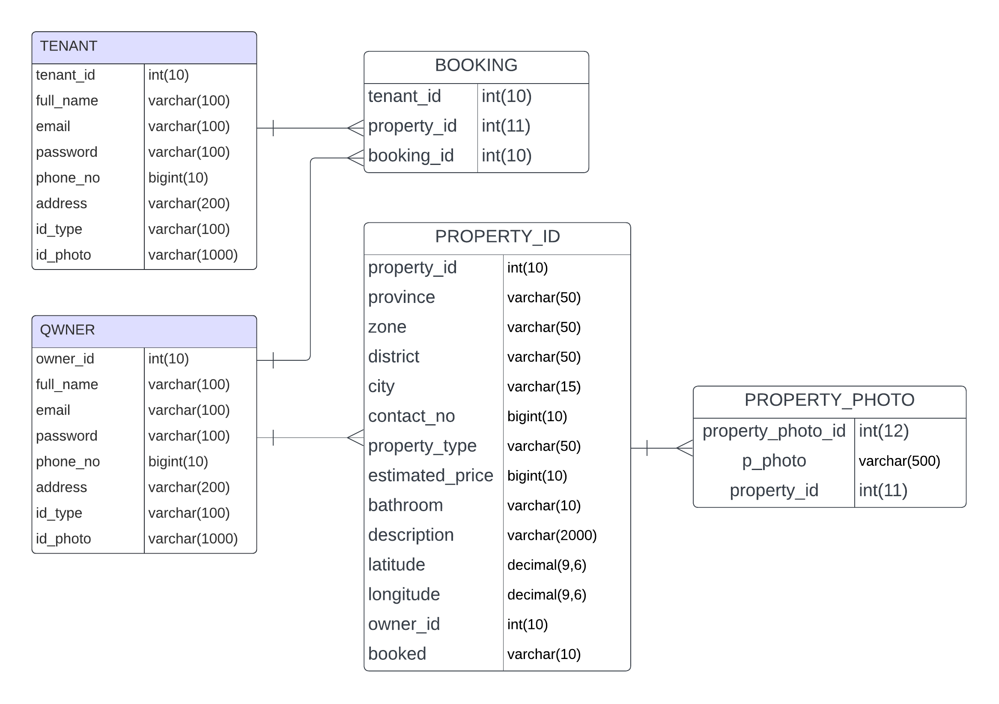 TENANT
tenant_id int(10)
full_name varchar(100)
email varchar(100)
password varchar(100)
phone_no bigint(10)
address varchar(200)
id_type varchar(100)
id_photo varchar(1000)
BOOKING
tenant_id int(10)
property_id int(11)
booking_id int(10)
QWNER
owner_id int(10)
full_name varchar(100)
email varchar(100)
password varchar(100)
phone_no bigint(10)
address varchar(200)
id_type varchar(100)
id_photo varchar(1000)
PROPERTY_ID
property_id int(10)
province varchar(50)
zone varchar(50)
district varchar(50)
city varchar(15)
contact_no bigint(10)
property_type varchar(50)
estimated_price bigint(10)
bathroom varchar(10)
description varchar(2000)
latitude decimal(9,6)
longitude decimal(9,6)
owner_id int(10)
booked varchar(10)
PROPERTY_PHOTO
property_photo_id int(12)
p_photo varchar(500)
property_id int(11)